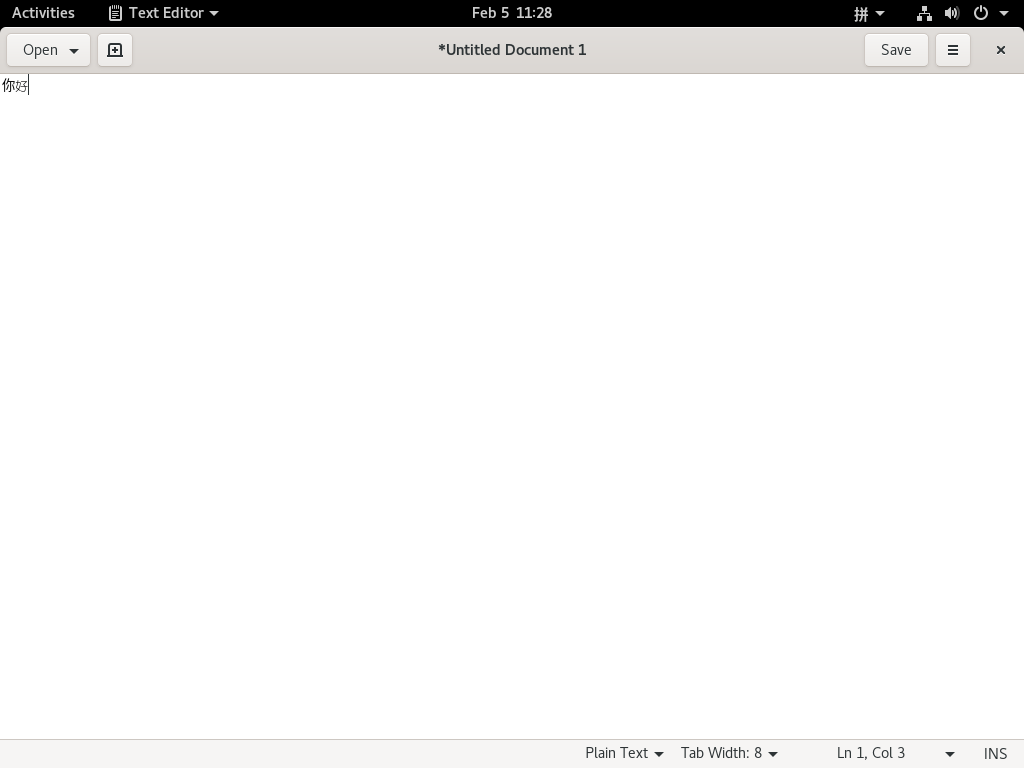 Activities Text Editor Feb 5 11:28 拼
Open *Untitled Document 1 Save
你好
Plain Text Tab Width: 8 Ln 1, Col 3 INS